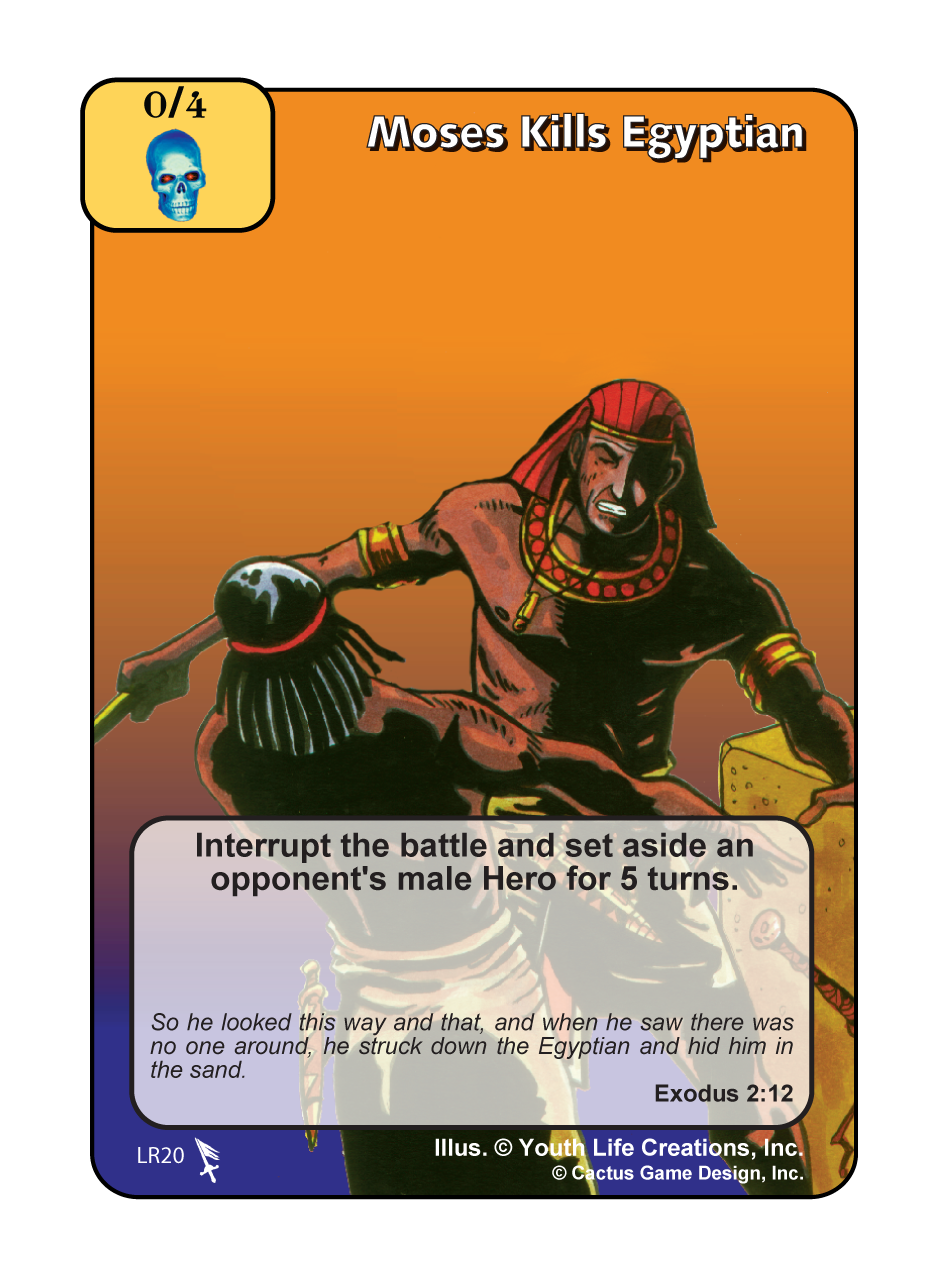 0/4
Moses Kills Egyptian
Interrupt the battle and set aside an
opponent's male Hero for 5 turns.
So he looked this way and that, and when he saw there was
no one around, he struck down the Egyptian and hid him in
the sand.
Exodus 2:12
LR20
Illus. © Youth Life Creations, Inc.
© Cactus Game Design, Inc.